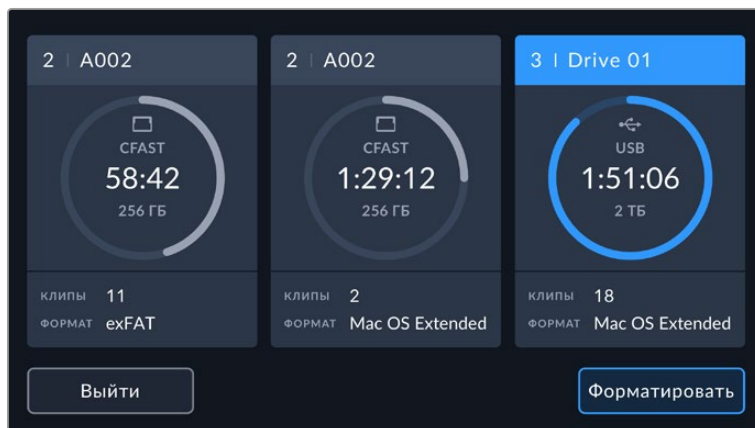 2 | A002
CFAST
58:42
256 ГБ
КЛИПЫ 11
ФОРМАТ exFAT
2 | A002
CFAST
1:29:12
256 ГБ
КЛИПЫ 2
ФОРМАТ Mac OS Extended
3 | Drive 01
USB
1:51:06
2 ТБ
КЛИПЫ 18
ФОРМАТ Mac OS Extended
Выйти
Форматировать